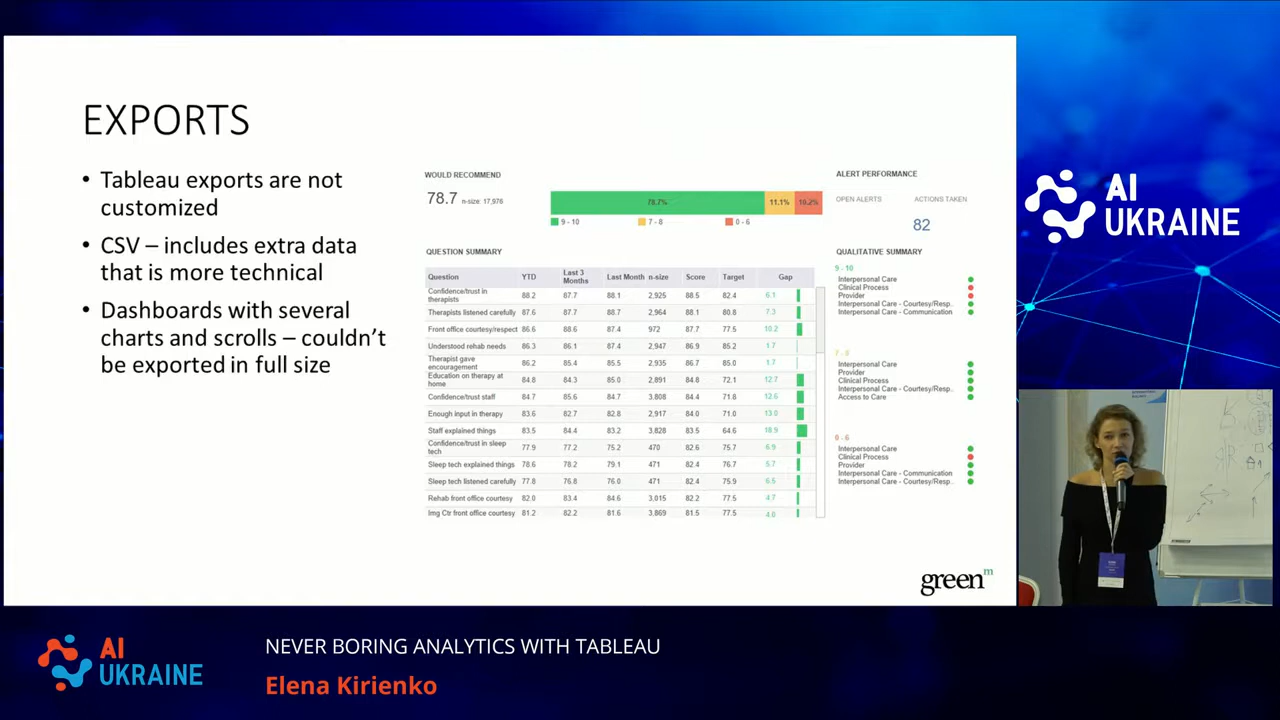 EXPORTS
• Tableau exports are not
customized
• CSV – includes extra data
that is more technical
• Dashboards with several
charts and scrolls – couldn't
be exported in full size
WOULD RECOMMEND
78.7 n-size: 17,976
78.7% 11.1% 10.2%
9 - 10 7 - 8 0 - 6
ALERT PERFORMANCE
OPEN ALERTS ACTIONS TAKEN
82
QUESTION SUMMARY
Question YTD Last 3 Months Last Month n-size Score Target Gap
Confidence/trust in therapists 88.2 87.7 88.1 2,925 88.5 82.4 6.1
Therapists listened carefully 87.6 87.7 88.7 2,964 88.1 80.8 7.3
Front office courtesy/respect 86.6 88.6 87.4 972 87.7 77.5 10.2
Understood rehab needs 86.3 86.1 87.4 2,947 86.9 85.2 1.7
Therapist gave encouragement 86.2 85.4 85.5 2,935 86.7 85.0 1.7
Education on therapy at home 84.8 84.3 85.0 2,891 84.8 72.1 12.7
Confidence/trust staff 84.7 85.6 84.7 3,808 84.4 71.8 12.6
Enough input in therapy 83.6 82.7 82.8 2,917 84.0 71.0 13.0
Staff explained things 83.5 84.4 83.2 3,828 83.5 64.6 18.9
Confidence/trust in sleep tech 77.9 77.2 75.2 470 82.6 75.7 6.9
Sleep tech explained things 78.6 78.2 79.1 471 82.4 76.7 5.7
Sleep tech listened carefully 77.8 76.8 76.0 471 82.4 75.9 6.5
Rehab front office courtesy 82.0 83.4 84.6 3,015 82.2 77.5 4.7
Img Ctr front office courtesy 81.2 82.2 81.6 3,869 81.5 77.5 4.0
QUALITATIVE SUMMARY
9 - 10
Interpersonal Care
Clinical Process
Provider
Interpersonal Care - Courtesy/Resp..
Interpersonal Care - Communication
7 - 8
Interpersonal Care
Provider
Clinical Process
Interpersonal Care - Courtesy/Resp..
Access to Care
0 - 6
Interpersonal Care
Clinical Process
Provider
Interpersonal Care - Communication
Interpersonal Care - Courtesy/Resp..
green m
AI
UKRAINE
AI
UKRAINE
NEVER BORING ANALYTICS WITH TABLEAU
Elena Kirienko